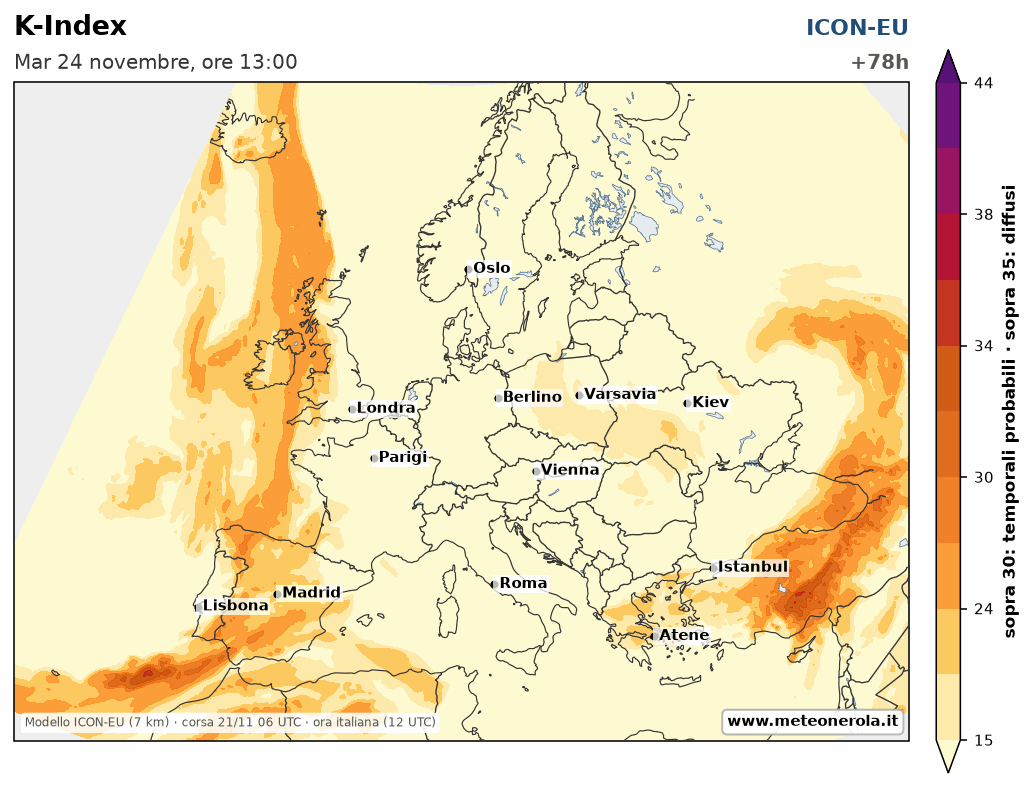 K-Index
ICON-EU
Mar 24 novembre, ore 13:00
+78h
44
38
34
30
24
15
sopra 30: temporali probabili · sopra 35: diffusi
Oslo
Londra
Berlino
Varsavia
Kiev
Parigi
Vienna
Istanbul
Roma
Madrid
Lisbona
Atene
Modello ICON-EU (7 km) · corsa 21/11 06 UTC · ora italiana (12 UTC)
www.meteonerola.it